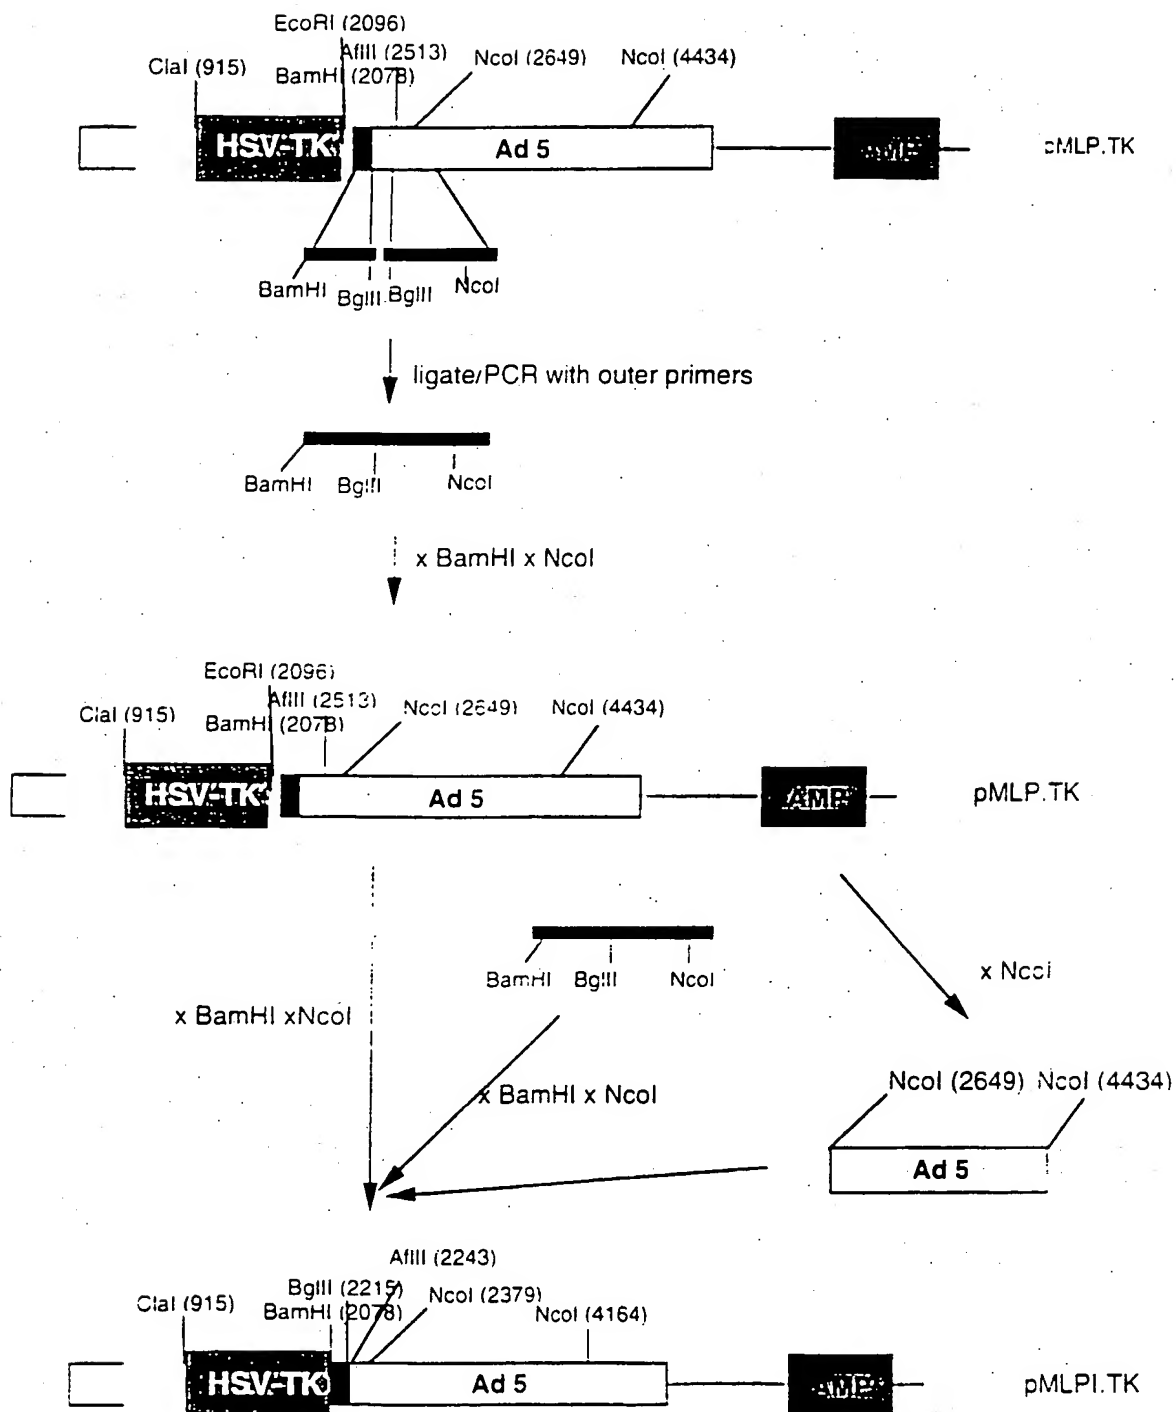 EcoRI (2096)
AflII (2513)
NcoI (2649)
NcoI (4434)
ClaI (915)
BamHI (2078)
HSV-TK
Ad 5
AMP
pMLP.TK
BamHI
BglII
BglII
NcoI
ligate/PCR with outer primers
BamHI
BglII
NcoI
x BamHI x NcoI
EcoRI (2096)
AflII (2513)
NcoI (2649)
NcoI (4434)
ClaI (915)
BamHI (2078)
HSV-TK
Ad 5
AMP
pMLP.TK
BamHI
BglII
NcoI
x NcoI
x BamHI xNcoI
x BamHI x NcoI
NcoI (2649) NcoI (4434)
Ad 5
AflII (2243)
BglII (2215)
NcoI (2379)
ClaI (915)
BamHI (2078)
NcoI (4164)
HSV-TK
Ad 5
AMP
pMLPI.TK